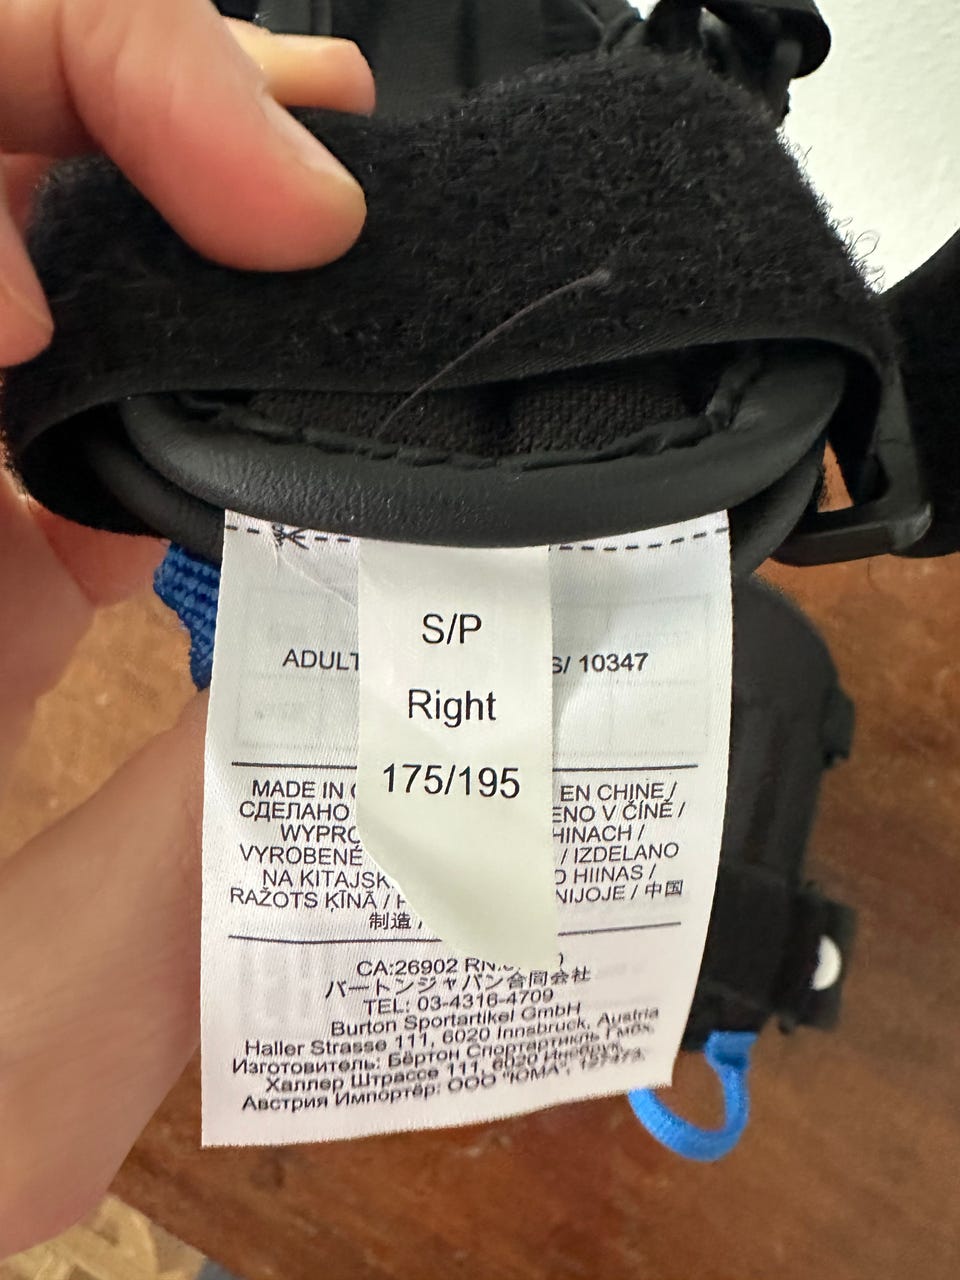 S/P
Right
175/195
ADULT S/ 10347
MADE IN EN CHINE /
СДЕЛАНО ENO V ČÍNĚ /
WYPRO HINACH /
VYROBENÉ / IZDELANO
NA KITAJSK O HIINAS /
RAŽOTS ĶĪNĀ / NIJOJE / 中国
制造 /
CA:26902 RN:
バートンジャパン合同会社
TEL: 03-4316-4709
Burton Sportartikel GmbH
Haller Strasse 111, 6020 Innsbruck, Austria
Изготовитель: Бёртон Спортартикль Гмбх.
Халлер Штрассе 111, 6020 Инсбрук,
Австрия Импортёр: ООО "ЮМА", 127473,